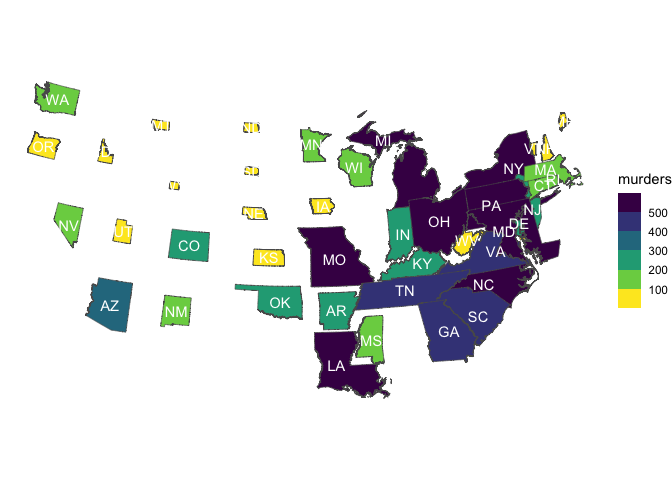 WA
MI
MN
OR
VT
WI
NY
MA
CT
RI
NE
IA
PA
NJ
OH
NV
UT
IN
DE
CO
MD
WV
VA
KS
MO
KY
NC
TN
AZ
OK
NM
AR
SC
GA
MS
LA
murders
500
400
300
200
100